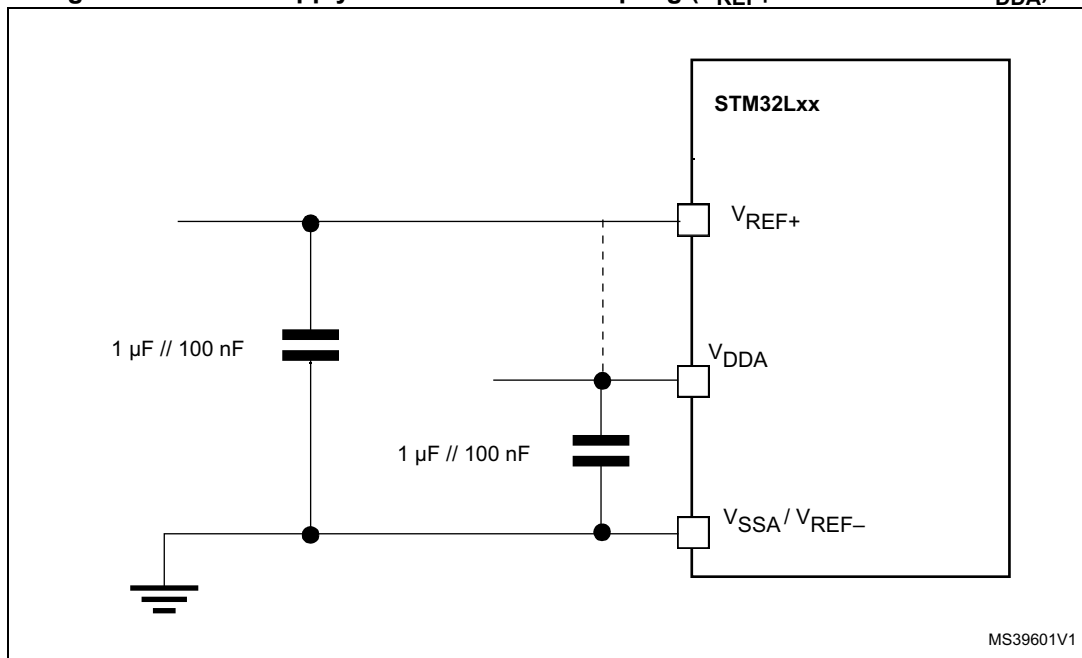 STM32Lxx
VREF+
1 µF // 100 nF
VDDA
1 µF // 100 nF
VSSA / VREF–
MS39601V1